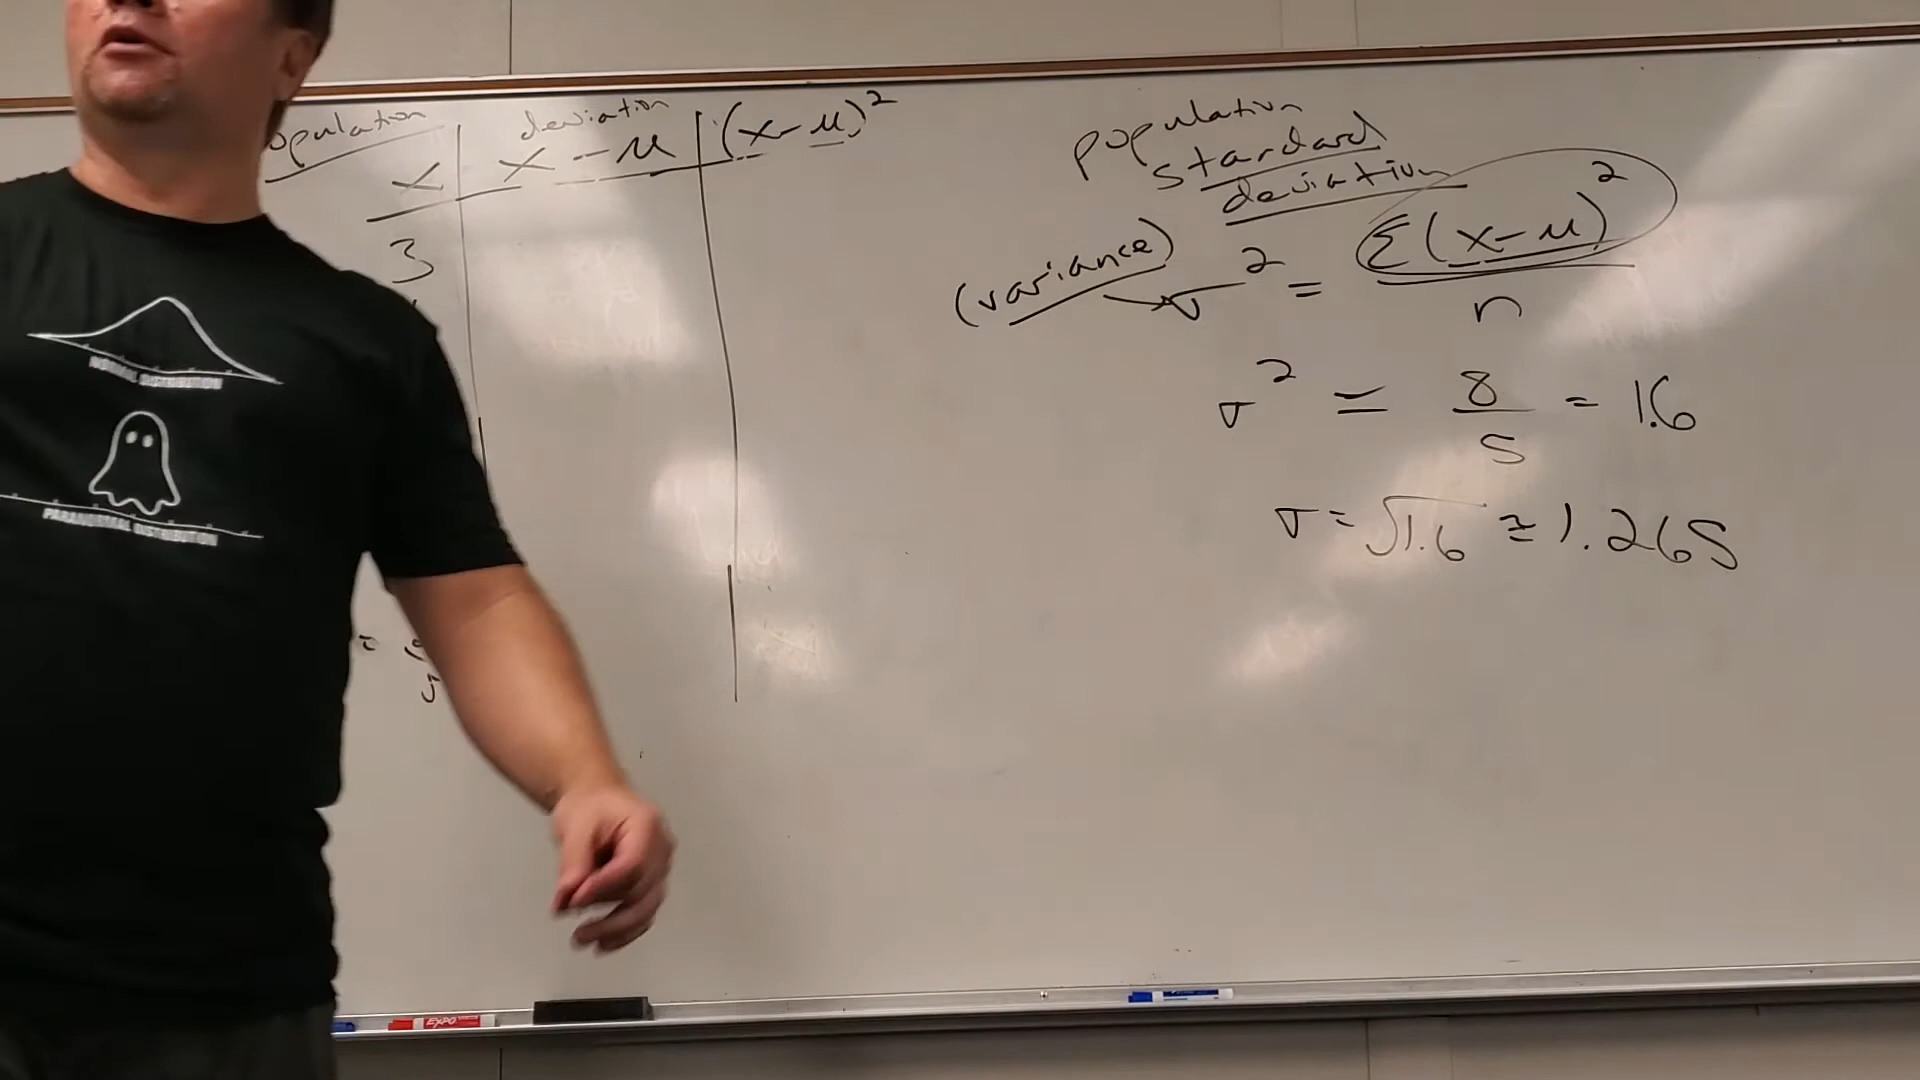 opulation
deviation
x | x - μ | (x - μ)²
3
population
standard
deviation
(variance) σ² = Σ(x - μ)² / n
σ² = 8/5 = 1.6
σ = √1.6 ≅ 1.265
NORMAL DISTRIBUTION
PARANORMAL DISTRIBUTION
EXPO